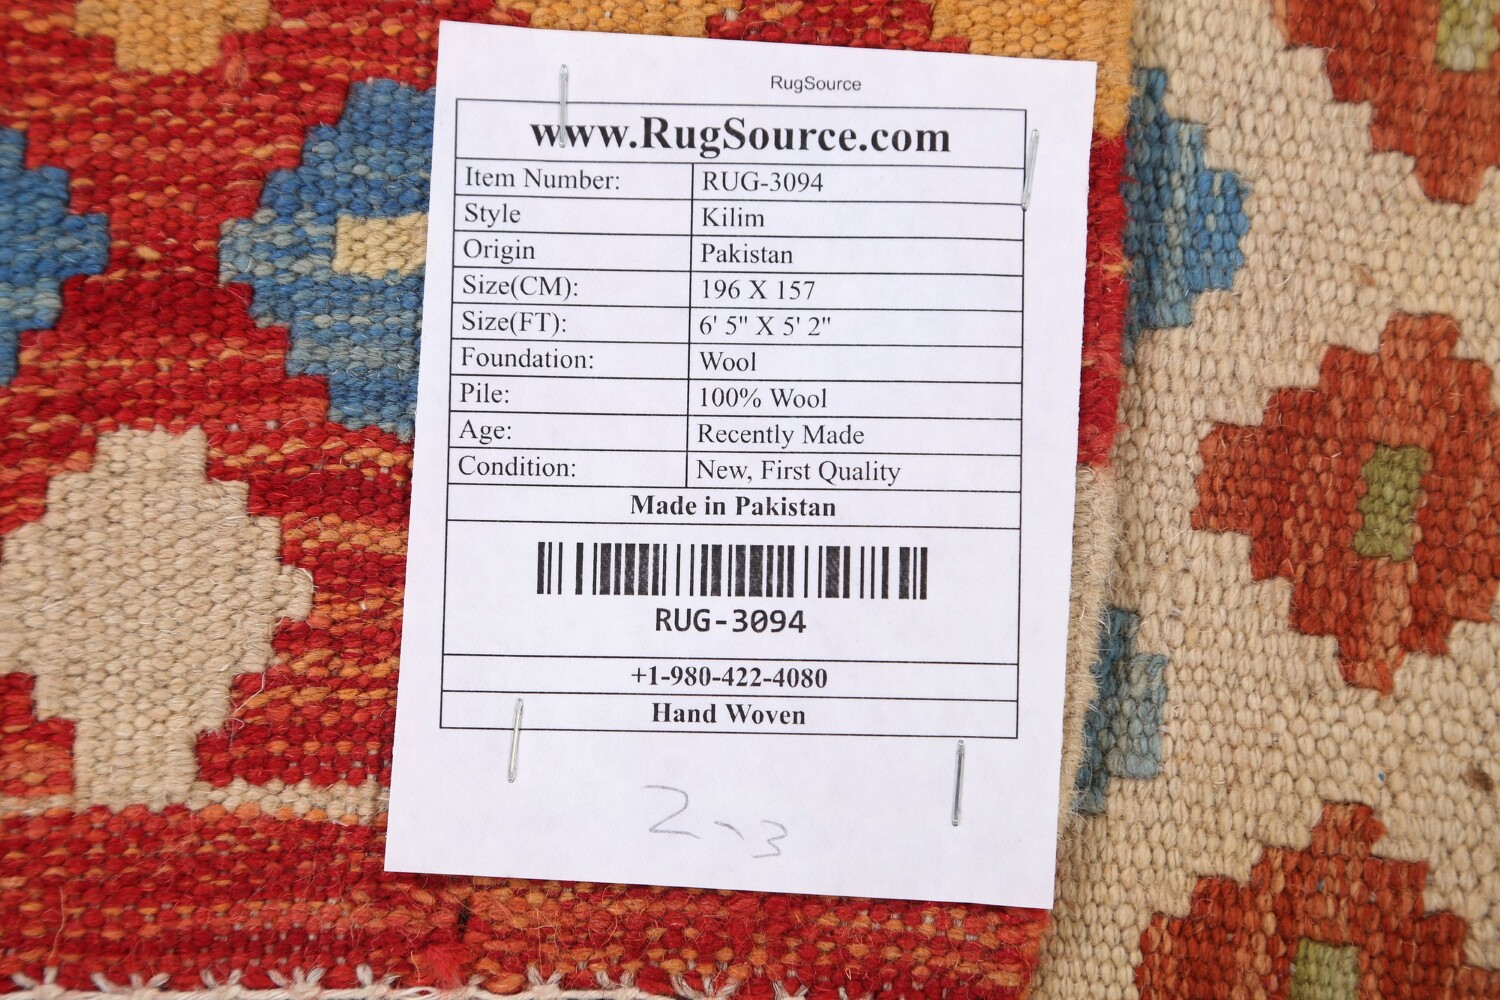 RugSource
www.RugSource.com
Item Number: RUG-3094
Style Kilim
Origin Pakistan
Size(CM): 196 X 157
Size(FT): 6' 5" X 5' 2"
Foundation: Wool
Pile: 100% Wool
Age: Recently Made
Condition: New, First Quality
Made in Pakistan
RUG-3094
+1-980-422-4080
Hand Woven
2-3